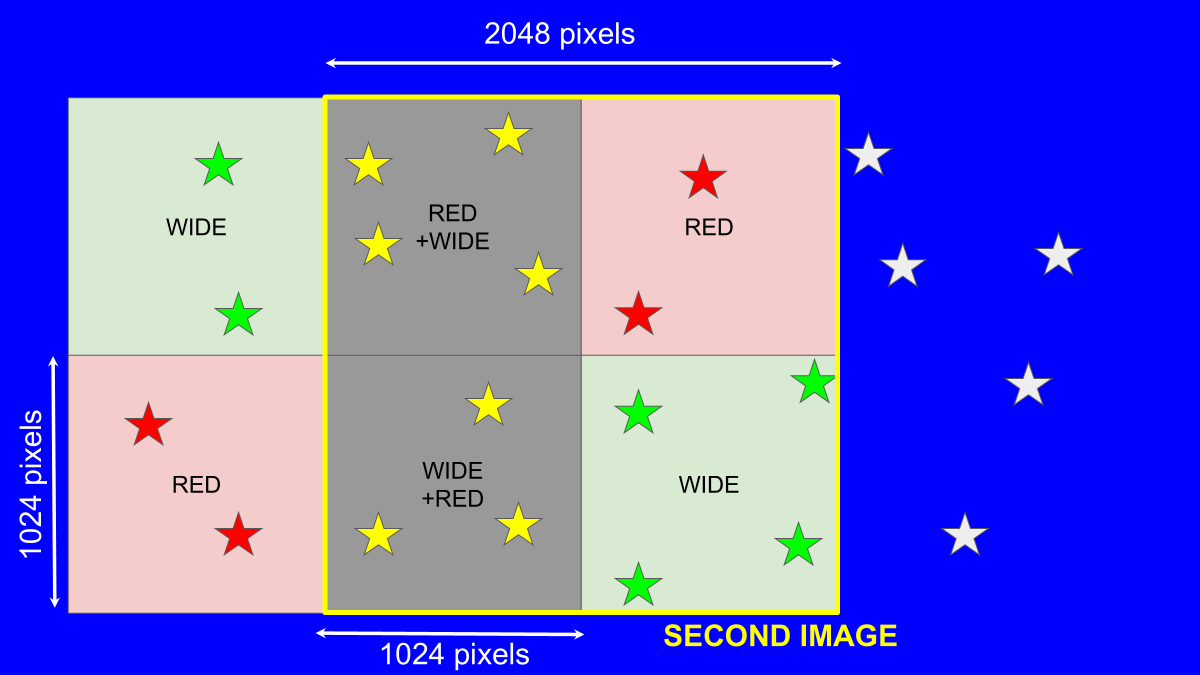 2048 pixels
WIDE
RED
+WIDE
RED
1024 pixels
RED
WIDE
+RED
WIDE
SECOND IMAGE
1024 pixels